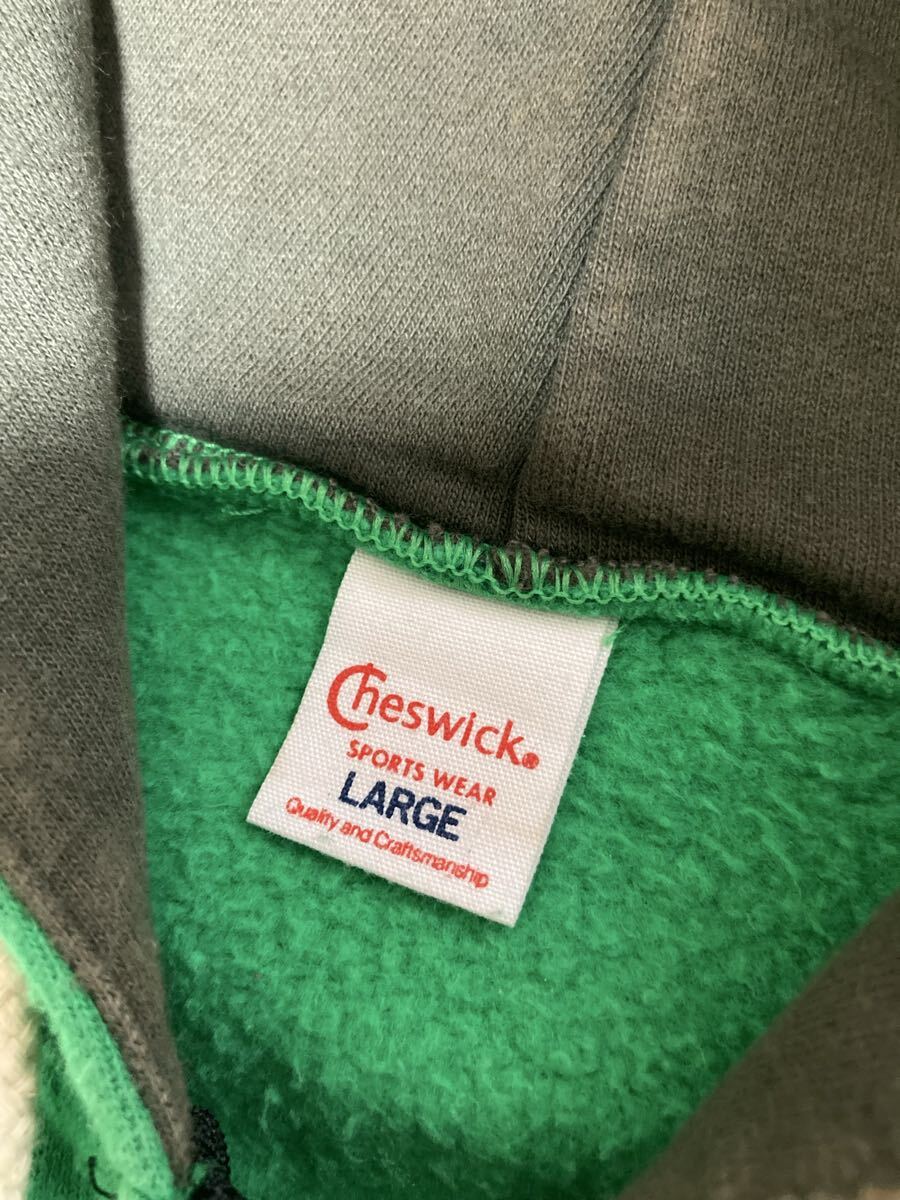 Cheswick®
SPORTS WEAR
LARGE
Quality and Craftsmanship